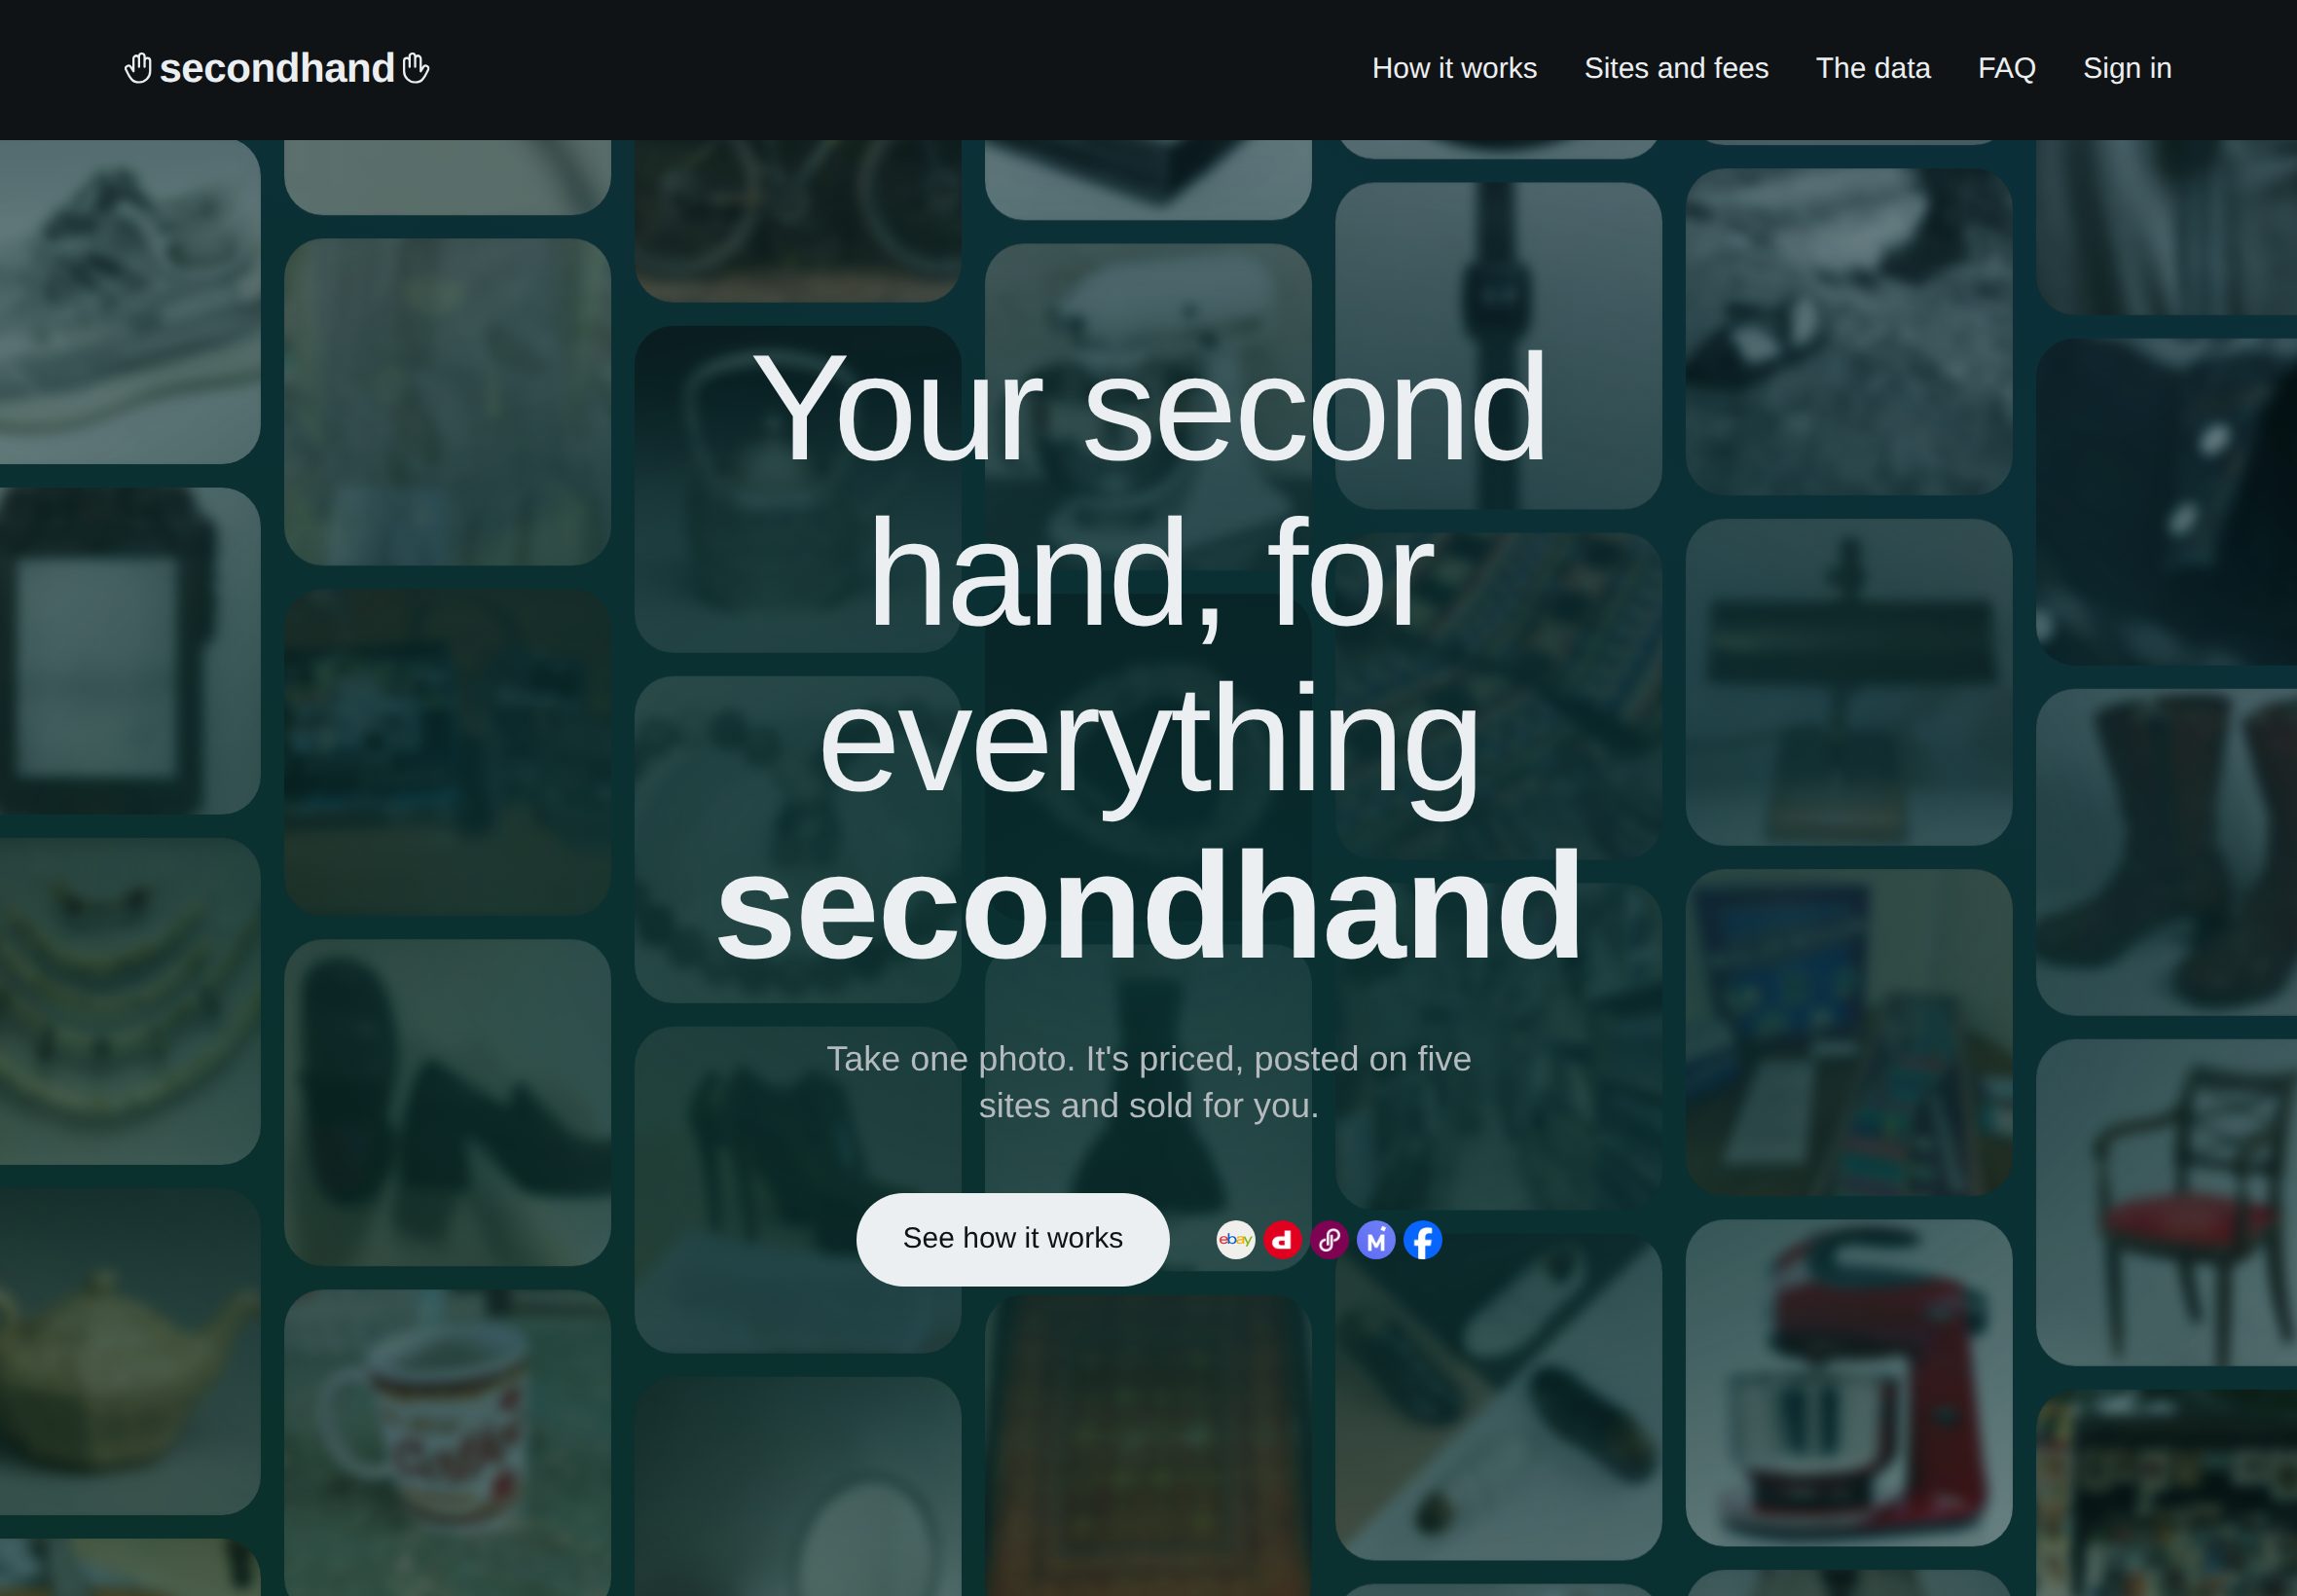 secondhand
How it works Sites and fees The data FAQ Sign in
Your second
hand, for
everything
secondhand
Take one photo. It's priced, posted on five
sites and sold for you.
See how it works
ebay